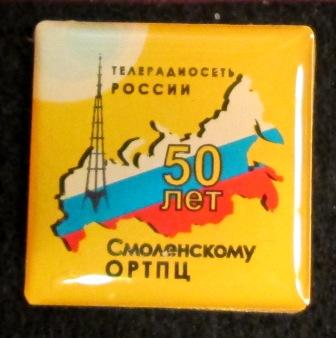 ТЕЛЕРАДИОСЕТЬ
РОССИИ
50
лет
Смоленскому
ОРТПЦ